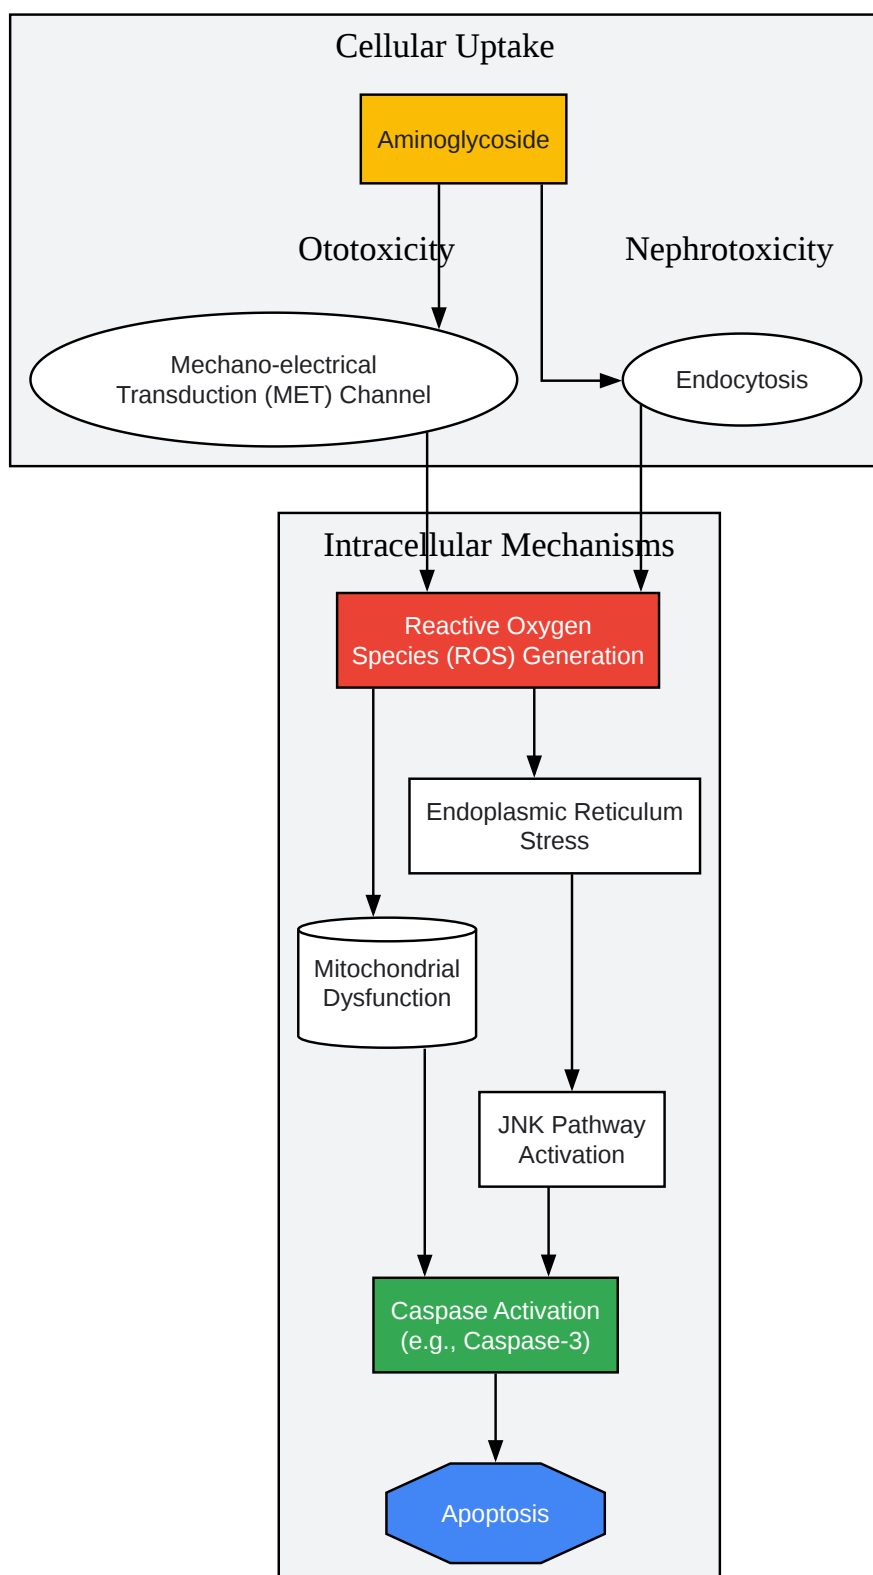 Cellular Uptake
Aminoglycoside
Ototoxicity
Nephrotoxicity
Mechano-electrical
Transduction (MET) Channel
Endocytosis
Intracellular Mechanisms
Reactive Oxygen
Species (ROS) Generation
Endoplasmic Reticulum
Stress
Mitochondrial
Dysfunction
JNK Pathway
Activation
Caspase Activation
(e.g., Caspase-3)
Apoptosis